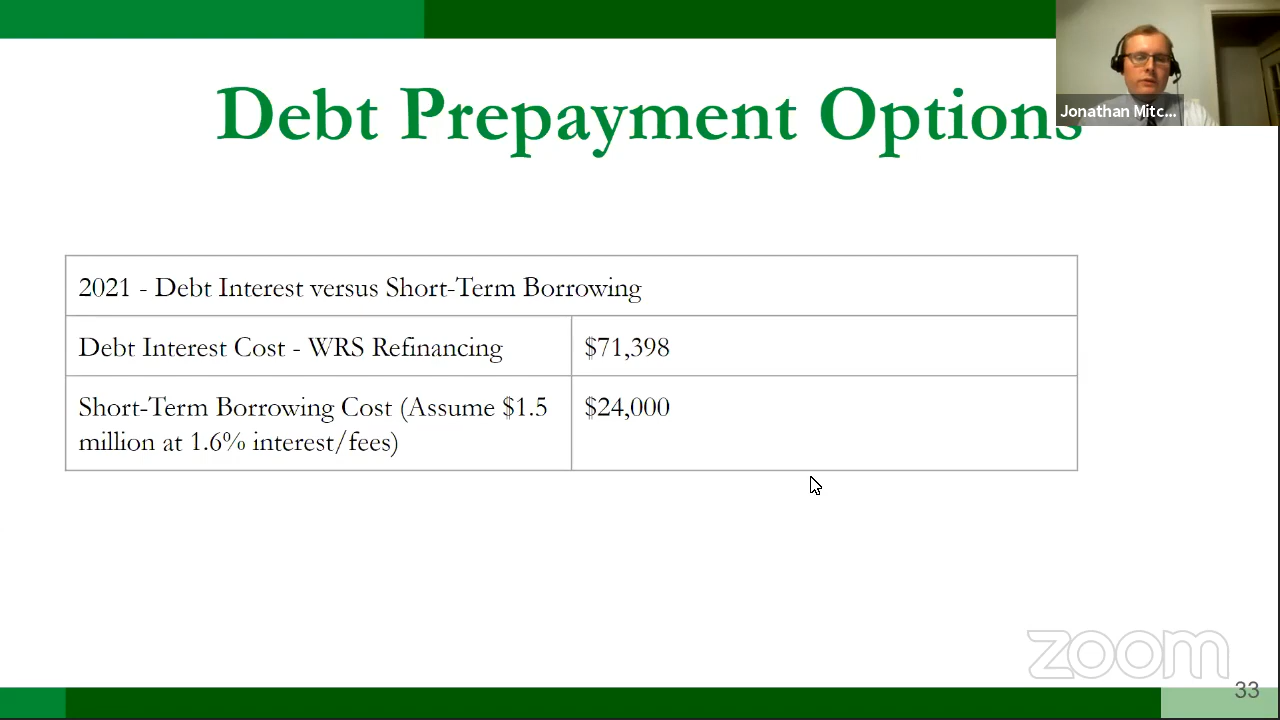 Debt Prepayment Options
Jonathan Mitc...
2021 - Debt Interest versus Short-Term Borrowing
Debt Interest Cost - WRS Refinancing
$71,398
Short-Term Borrowing Cost (Assume $1.5
million at 1.6% interest/fees)
$24,000
zoom
33